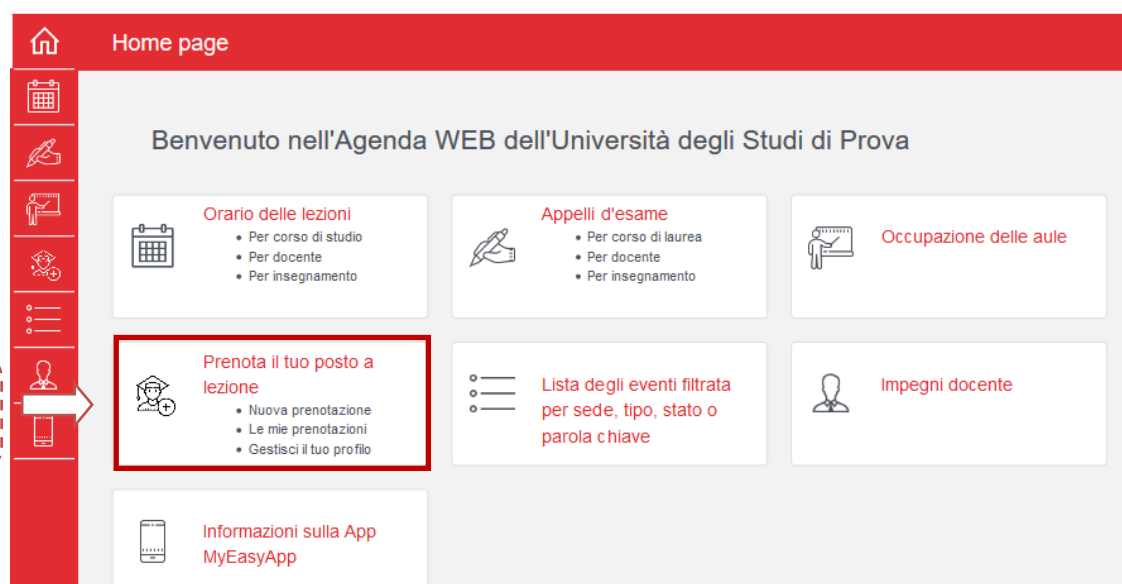 Home page
Benvenuto nell'Agenda WEB dell'Università degli Studi di Prova
Orario delle lezioni
• Per corso di studio
• Per docente
• Per insegnamento
Appelli d'esame
• Per corso di laurea
• Per docente
• Per insegnamento
Occupazione delle aule
Prenota il tuo posto a
lezione
• Nuova prenotazione
• Le mie prenotazioni
• Gestisci il tuo profilo
Lista degli eventi filtrata
per sede, tipo, stato o
parola chiave
Impegni docente
Informazioni sulla App
MyEasyApp